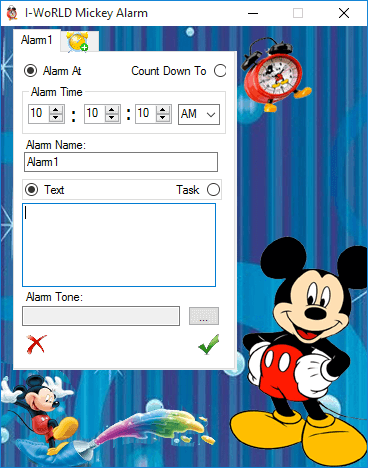 I-WoRLD Mickey Alarm
Alarm1
Alarm At Count Down To
Alarm Time
10 : 10 : 10 AM
Alarm Name:
Alarm1
Text Task
Alarm Tone:
...